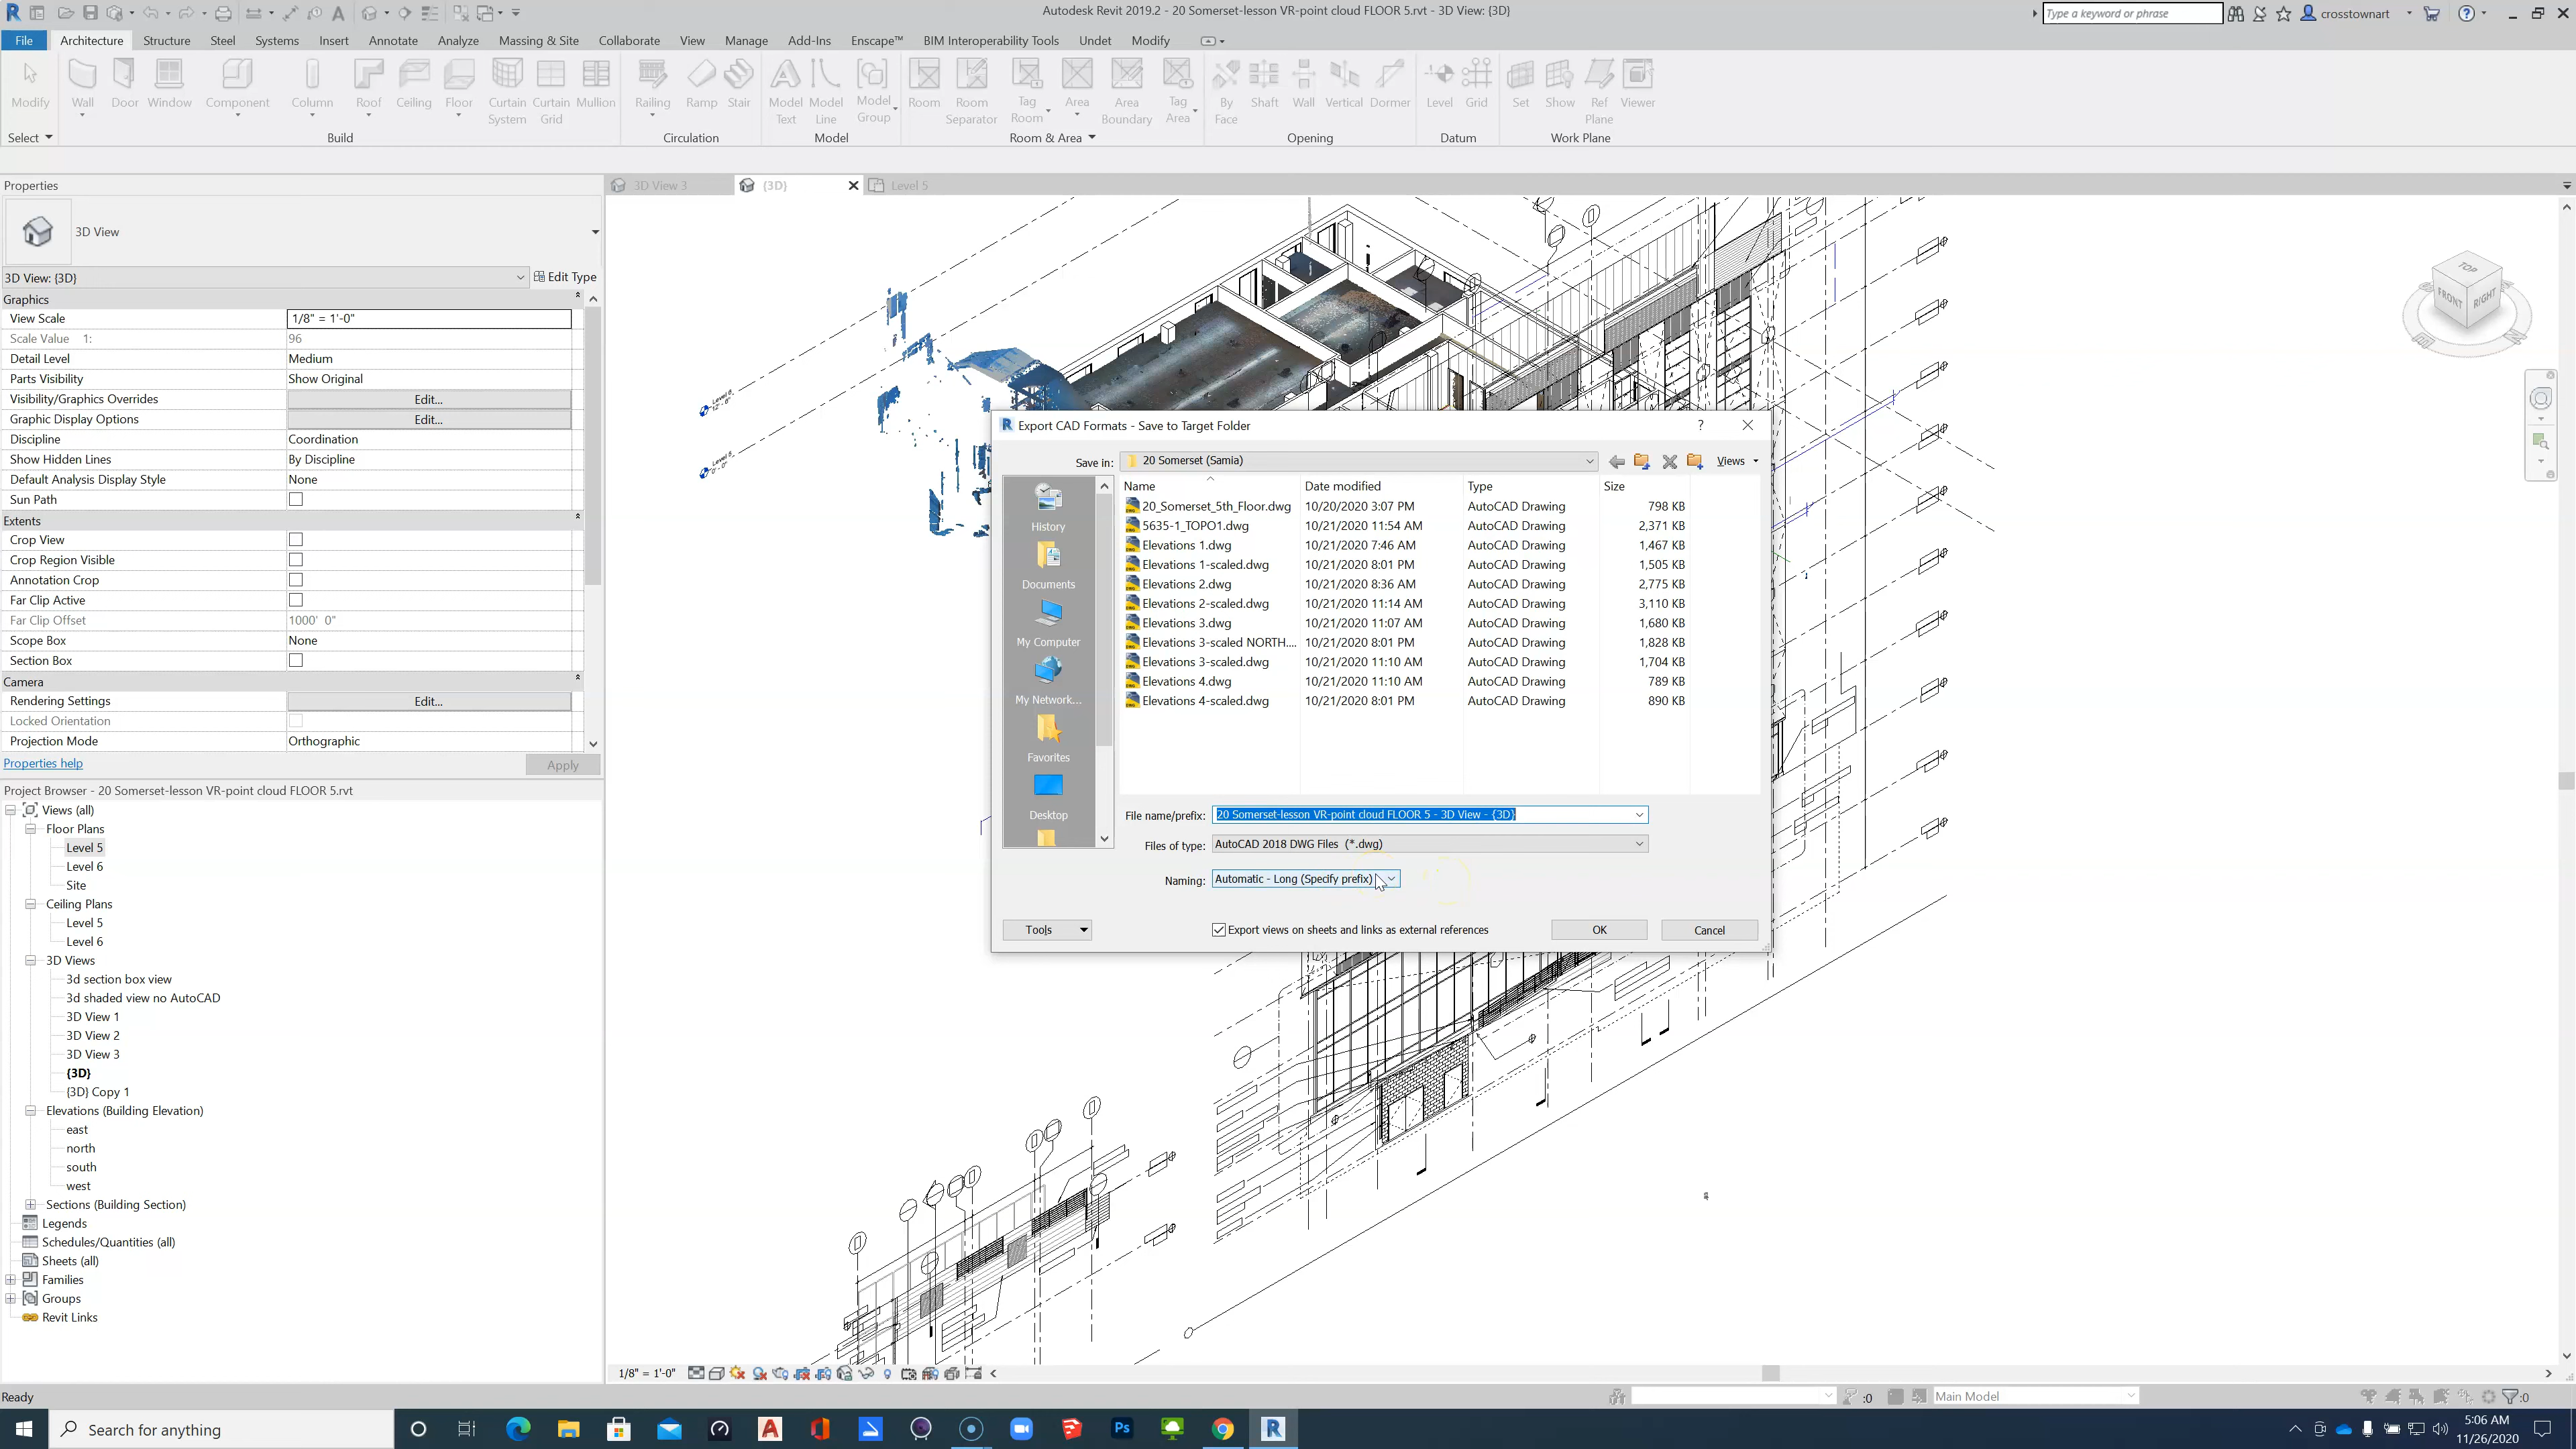 Autodesk Revit 2019.2 - 20 Somerset-lesson VR-point cloud FLOOR 5.rvt - 3D View: {3D}
Type a keyword or phrase
crosstownart
File Architecture Structure Steel Systems Insert Annotate Analyze Massing & Site Collaborate View Manage Add-Ins Enscape™ BIM Interoperability Tools Undet Modify
Modify Wall Door Window Component Column Roof Ceiling Floor Curtain System Curtain Grid Mullion Railing Ramp Stair Model Text Model Line Model Group Room Room Separator Tag Room Area Area Boundary Tag Area By Face Shaft Wall Vertical Dormer Level Grid Set Show Ref Plane Viewer
Select Build Circulation Model Room & Area Opening Datum Work Plane
Properties
3D View 3 {3D} Level 5
3D View
3D View: {3D} Edit Type
Graphics
View Scale 1/8" = 1'-0"
Scale Value 1: 96
Detail Level Medium
Parts Visibility Show Original
Visibility/Graphics Overrides Edit...
Graphic Display Options Edit...
Discipline Coordination
Show Hidden Lines By Discipline
Default Analysis Display Style None
Sun Path
Extents
Crop View
Crop Region Visible
Annotation Crop
Far Clip Active
Far Clip Offset 1000' 0"
Scope Box None
Section Box
Camera
Rendering Settings Edit...
Locked Orientation
Projection Mode Orthographic
Properties help Apply
Project Browser - 20 Somerset-lesson VR-point cloud FLOOR 5.rvt
Views (all)
Floor Plans
Level 5
Level 6
Site
Ceiling Plans
Level 5
Level 6
3D Views
3d section box view
3d shaded view no AutoCAD
3D View 1
3D View 2
3D View 3
{3D}
{3D} Copy 1
Elevations (Building Elevation)
east
north
south
west
Sections (Building Section)
Legends
Schedules/Quantities (all)
Sheets (all)
Families
Groups
Revit Links
TOP
FRONT RIGHT
Export CAD Formats - Save to Target Folder
Save in: 20 Somerset (Samia) Views
History
Documents
My Computer
My Network...
Favorites
Desktop
Name Date modified Type Size
20_Somerset_5th_Floor.dwg 10/20/2020 3:07 PM AutoCAD Drawing 798 KB
5635-1_TOPO1.dwg 10/21/2020 11:54 AM AutoCAD Drawing 2,371 KB
Elevations 1.dwg 10/21/2020 7:46 AM AutoCAD Drawing 1,467 KB
Elevations 1-scaled.dwg 10/21/2020 8:01 PM AutoCAD Drawing 1,505 KB
Elevations 2.dwg 10/21/2020 8:36 AM AutoCAD Drawing 2,775 KB
Elevations 2-scaled.dwg 10/21/2020 11:14 AM AutoCAD Drawing 3,110 KB
Elevations 3.dwg 10/21/2020 11:07 AM AutoCAD Drawing 1,680 KB
Elevations 3-scaled NORTH.... 10/21/2020 8:01 PM AutoCAD Drawing 1,828 KB
Elevations 3-scaled.dwg 10/21/2020 11:10 AM AutoCAD Drawing 1,704 KB
Elevations 4.dwg 10/21/2020 11:10 AM AutoCAD Drawing 789 KB
Elevations 4-scaled.dwg 10/21/2020 8:01 PM AutoCAD Drawing 890 KB
File name/prefix: 20 Somerset-lesson VR-point cloud FLOOR 5 - 3D View - {3D}
Files of type: AutoCAD 2018 DWG Files (*.dwg)
Naming: Automatic - Long (Specify prefix)
Tools Export views on sheets and links as external references OK Cancel
1/8" = 1'-0"
Ready :0 Main Model :0
Search for anything
Ps
5:06 AM
11/26/2020